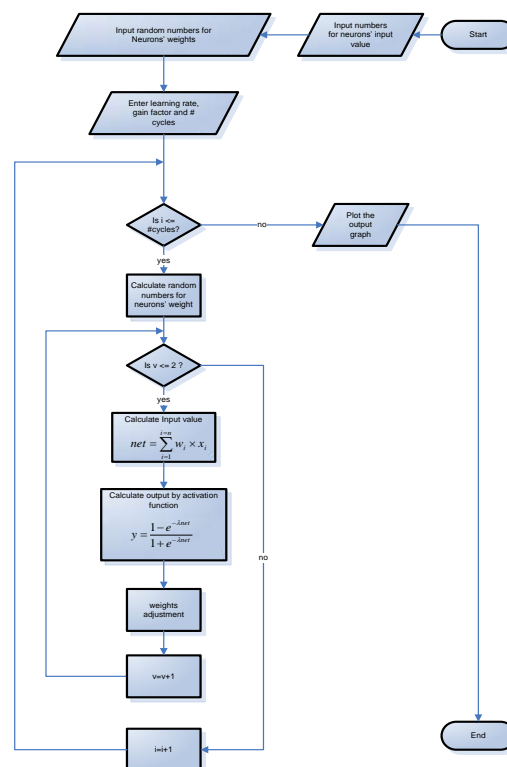 Start
Input numbers
for neurons' input
value
Input random numbers for
Neurons' weights
Enter learning rate,
gain factor and #
cycles
Is i <=
#cycles?
no
Plot the
output
graph
yes
Calculate random
numbers for
neurons' weight
Is v <= 2 ?
yes
Calculate Input value
net = \sum_{i=1}^{i=n} w_i × x_i
Calculate output by activation
function
y = \frac{1-e^{-λnet}}{1+e^{-λnet}}
no
weights
adjustment
v=v+1
i=i+1
End